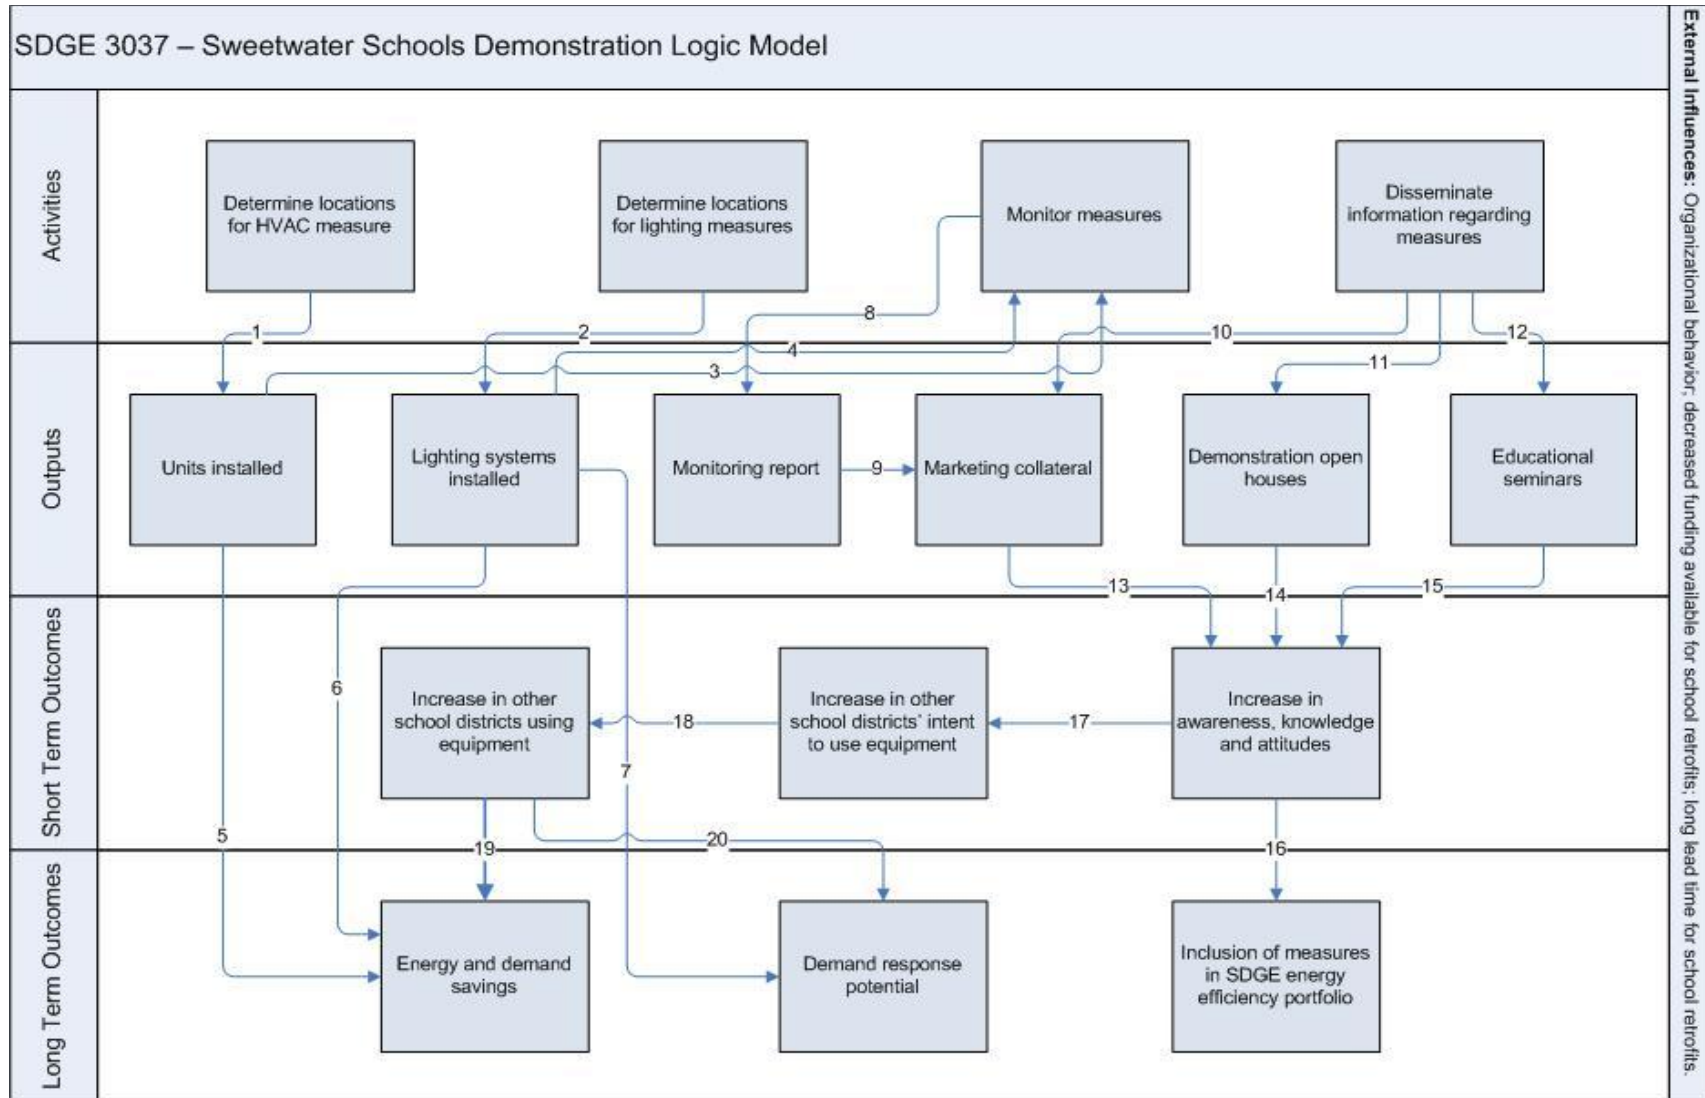 SDGE 3037 – Sweetwater Schools Demonstration Logic Model
External Influences: Organizational behavior; decreased funding available for school retrofits; long lead time for school retrofits.
Activities
Determine locations
for HVAC measure
Determine locations
for lighting measures
Monitor measures
Disseminate
information regarding
measures
8
1
2
10
12
4
11
3
Outputs
Units installed
Lighting systems
installed
Monitoring report
9
Marketing collateral
Demonstration open
houses
Educational
seminars
13
14
15
Short Term Outcomes
6
Increase in other
school districts using
equipment
18
Increase in other
school districts' intent
to use equipment
17
Increase in
awareness, knowledge
and attitudes
7
5
19
20
16
Long Term Outcomes
Energy and demand
savings
Demand response
potential
Inclusion of measures
in SDGE energy
efficiency portfolio